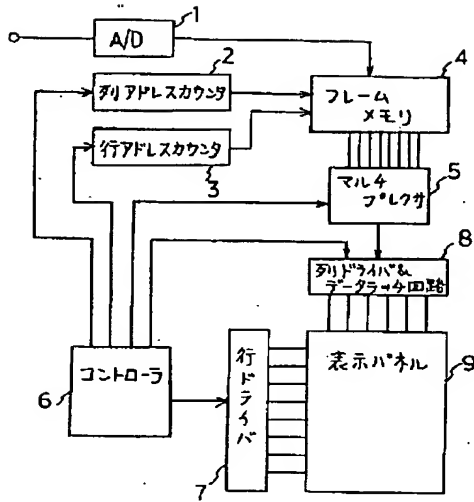 1
A/D
2
列アドレスカウンタ
4
フレーム
メモリ
行アドレスカウンタ
3
5
マルチ
プレクサ
8
列ドライバ&
データラッチ回路
コントローラ
6
行ドライバ
7
表示パネル
9